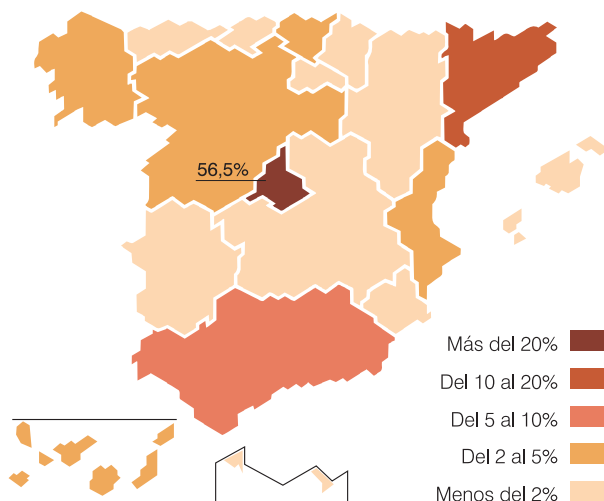 56,5%
Más del 20%
Del 10 al 20%
Del 5 al 10%
Del 2 al 5%
Menos del 2%